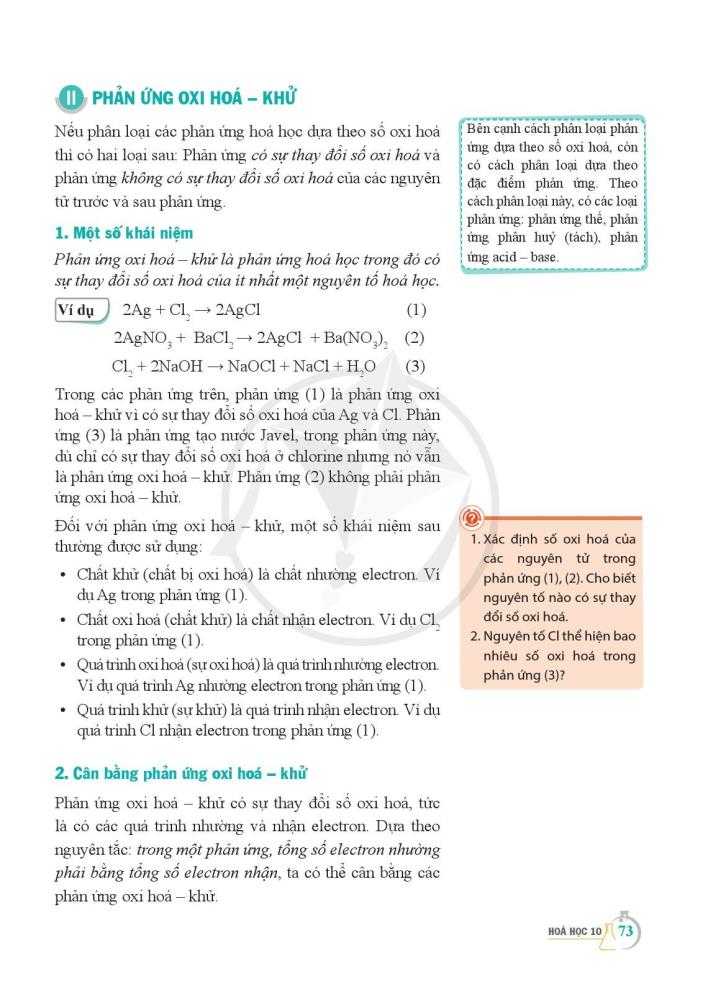 II PHẢN ỨNG OXI HOÁ – KHỬ
Nếu phân loại các phản ứng hoá học dựa theo số oxi hoá
thì có hai loại sau: Phản ứng có sự thay đổi số oxi hoá và
phản ứng không có sự thay đổi số oxi hoá của các nguyên
tử trước và sau phản ứng.
1. Một số khái niệm
Phản ứng oxi hoá – khử là phản ứng hoá học trong đó có
sự thay đổi số oxi hoá của ít nhất một nguyên tố hoá học.
Ví dụ 2Ag + Cl₂ → 2AgCl (1)
2AgNO₃ + BaCl₂ → 2AgCl + Ba(NO₃)₂ (2)
Cl₂ + 2NaOH → NaOCl + NaCl + H₂O (3)
Trong các phản ứng trên, phản ứng (1) là phản ứng oxi
hoá – khử vì có sự thay đổi số oxi hoá của Ag và Cl. Phản
ứng (3) là phản ứng tạo nước Javel, trong phản ứng này,
dù chỉ có sự thay đổi số oxi hoá ở chlorine nhưng nó vẫn
là phản ứng oxi hoá – khử. Phản ứng (2) không phải phản
ứng oxi hoá – khử.
Đối với phản ứng oxi hoá – khử, một số khái niệm sau
thường được sử dụng:
• Chất khử (chất bị oxi hoá) là chất nhường electron. Ví
dụ Ag trong phản ứng (1).
• Chất oxi hoá (chất khử) là chất nhận electron. Ví dụ Cl₂
trong phản ứng (1).
• Quá trình oxi hoá (sự oxi hoá) là quá trình nhường electron.
Ví dụ quá trình Ag nhường electron trong phản ứng (1).
• Quá trình khử (sự khử) là quá trình nhận electron. Ví dụ
quá trình Cl nhận electron trong phản ứng (1).
2. Cân bằng phản ứng oxi hoá – khử
Phản ứng oxi hoá – khử có sự thay đổi số oxi hoá, tức
là có các quá trình nhường và nhận electron. Dựa theo
nguyên tắc: trong một phản ứng, tổng số electron nhường
phải bằng tổng số electron nhận, ta có thể cân bằng các
phản ứng oxi hoá – khử.
Bên cạnh cách phân loại phản
ứng dựa theo số oxi hoá, còn
có cách phân loại dựa theo
đặc điểm phản ứng. Theo
cách phân loại này, có các loại
phản ứng: phản ứng thế, phản
ứng phân huỷ (tách), phản
ứng acid – base.
?
1. Xác định số oxi hoá của
các nguyên tử trong
phản ứng (1), (2). Cho biết
nguyên tố nào có sự thay
đổi số oxi hoá.
2. Nguyên tố Cl thể hiện bao
nhiêu số oxi hoá trong
phản ứng (3)?
HOÁ HỌC 10 73